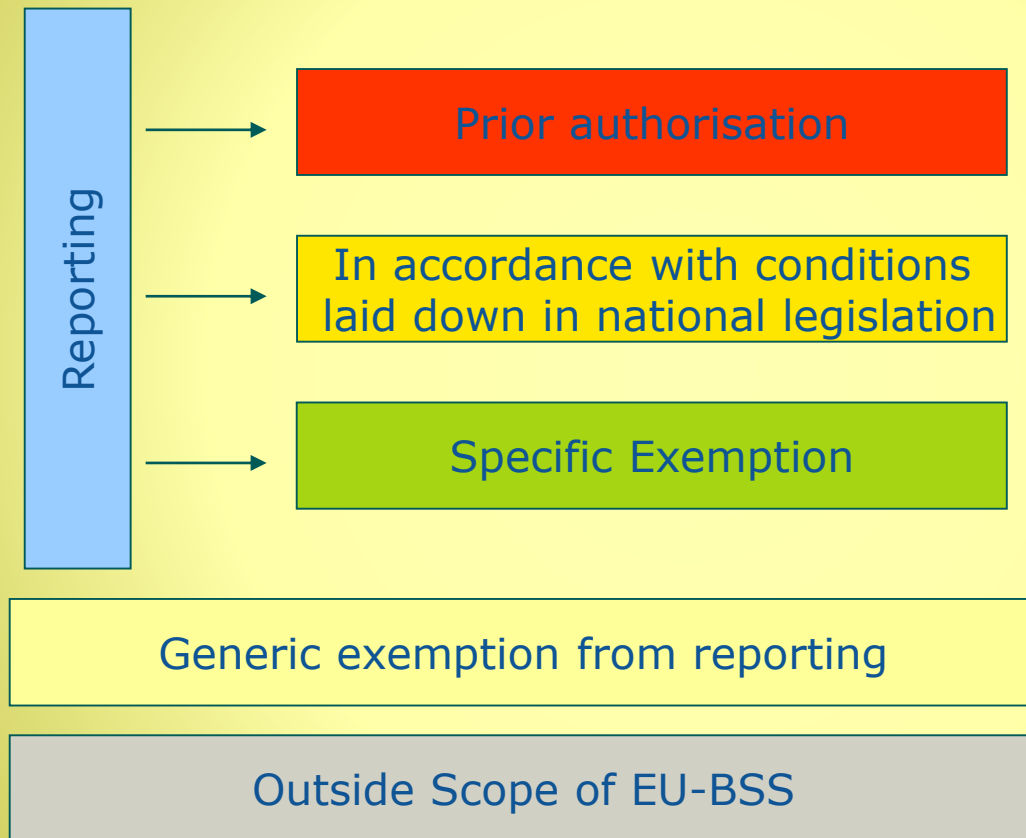 Reporting
Prior authorisation
In accordance with conditions
laid down in national legislation
Specific Exemption
Generic exemption from reporting
Outside Scope of EU-BSS